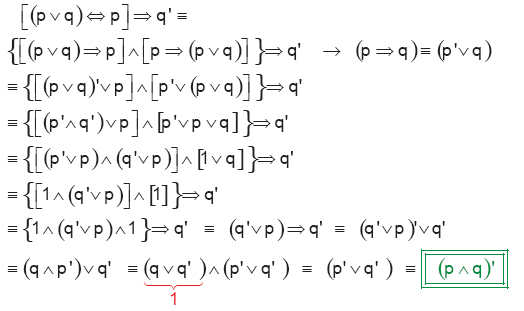 [(p ∨ q) ⇔ p] ⇒ q' ≡
{[(p ∨ q) ⇒ p] ∧ [p ⇒ (p ∨ q)]} ⇒ q' → (p ⇒ q) ≡ (p' ∨ q)
≡ {[(p ∨ q)' ∨ p] ∧ [p' ∨ (p ∨ q)]} ⇒ q'
≡ {[(p' ∧ q') ∨ p] ∧ [p' ∨ p ∨ q]} ⇒ q'
≡ {[(p' ∨ p) ∧ (q' ∨ p)] ∧ [1 ∨ q]} ⇒ q'
≡ {[1 ∧ (q' ∨ p)] ∧ [1]} ⇒ q'
≡ {1 ∧ (q' ∨ p) ∧ 1} ⇒ q' ≡ (q' ∨ p) ⇒ q' ≡ (q' ∨ p)' ∨ q'
≡ (q ∧ p') ∨ q' ≡ (q ∨ q') ∧ (p' ∨ q') ≡ (p' ∨ q') ≡ (p ∧ q)'
1